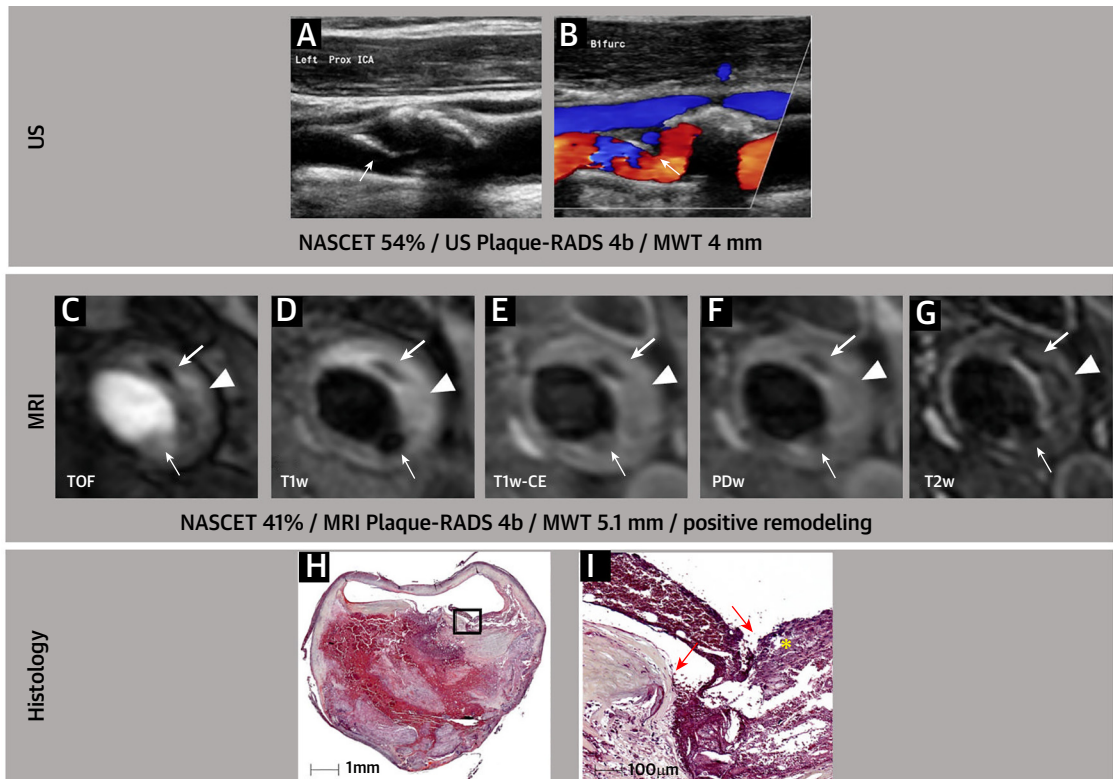 US
A
Left Prox ICA
B
Bifurc
NASCET 54% / US Plaque-RADS 4b / MWT 4 mm
MRI
C
TOF
D
T1w
E
T1w-CE
F
PDw
G
T2w
NASCET 41% / MRI Plaque-RADS 4b / MWT 5.1 mm / positive remodeling
Histology
H
1mm
I
*
100μm